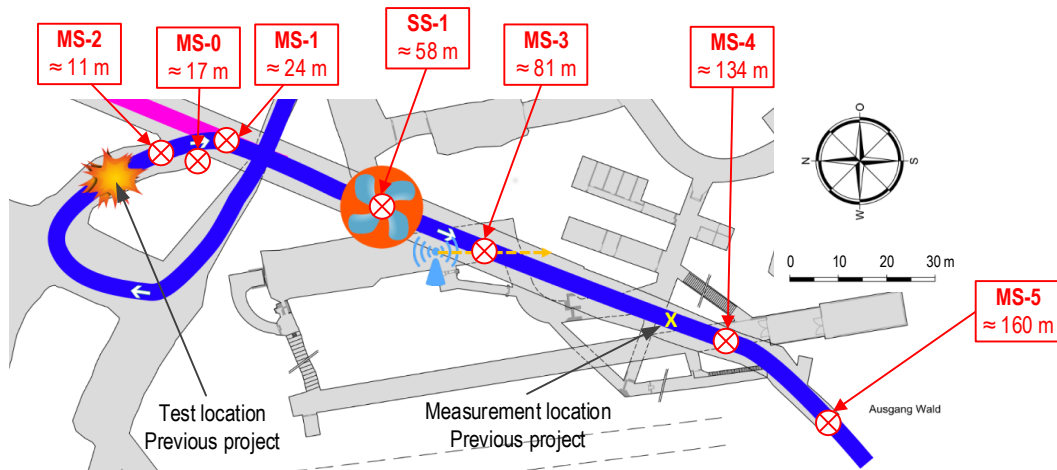 MS-2
≈ 11 m
MS-0
≈ 17 m
MS-1
≈ 24 m
SS-1
≈ 58 m
MS-3
≈ 81 m
MS-4
≈ 134 m
O
N
S
W
0 10 20 30 m
MS-5
≈ 160 m
X
Test location
Previous project
Measurement location
Previous project
Ausgang Wald